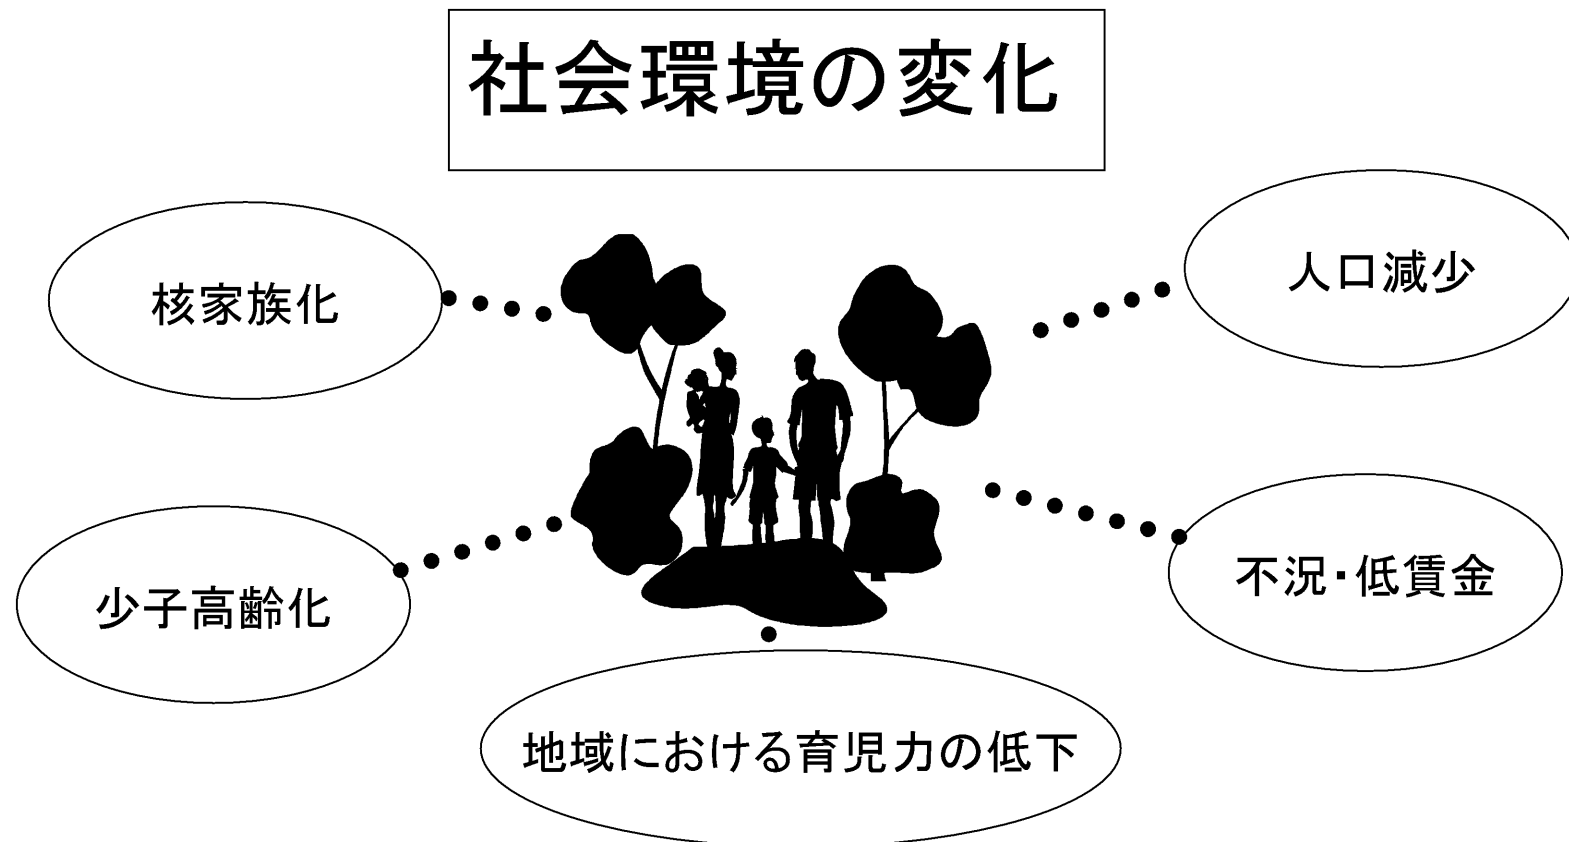 社会環境の変化
核家族化
人口減少
少子高齢化
不況・低賃金
地域における育児力の低下